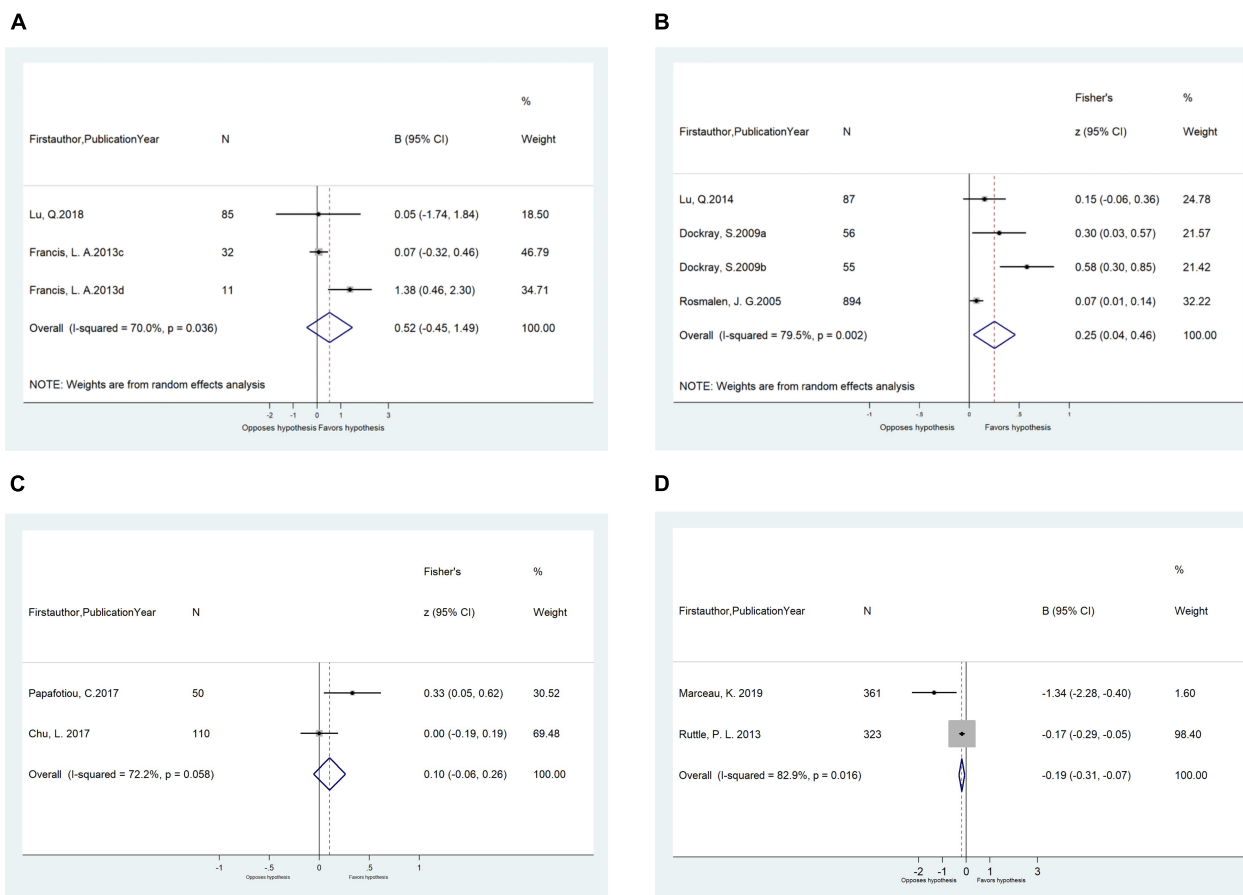 A
%
Firstauthor,PublicationYear N B (95% CI) Weight
Lu, Q.2018 85 0.05 (-1.74, 1.84) 18.50
Francis, L. A.2013c 32 0.07 (-0.32, 0.46) 46.79
Francis, L. A.2013d 11 1.38 (0.46, 2.30) 34.71
Overall (I-squared = 70.0%, p = 0.036) 0.52 (-0.45, 1.49) 100.00
NOTE: Weights are from random effects analysis
-2 -1 0 1 3
Opposes hypothesis Favors hypothesis
B
Fisher's %
Firstauthor,PublicationYear N z (95% CI) Weight
Lu, Q.2014 87 0.15 (-0.06, 0.36) 24.78
Dockray, S.2009a 56 0.30 (0.03, 0.57) 21.57
Dockray, S.2009b 55 0.58 (0.30, 0.85) 21.42
Rosmalen, J. G.2005 894 0.07 (0.01, 0.14) 32.22
Overall (I-squared = 79.5%, p = 0.002) 0.25 (0.04, 0.46) 100.00
NOTE: Weights are from random effects analysis
-1 0 .5 1
Opposes hypothesis Favors hypothesis
C
Fisher's %
Firstauthor,PublicationYear N z (95% CI) Weight
Papafotiou, C.2017 50 0.33 (0.05, 0.62) 30.52
Chu, L. 2017 110 0.00 (-0.19, 0.19) 69.48
Overall (I-squared = 72.2%, p = 0.058) 0.10 (-0.06, 0.26) 100.00
-1 -.5 0 .5 1
Opposes hypothesis Favors hypothesis
D
%
Firstauthor,PublicationYear N B (95% CI) Weight
Marceau, K. 2019 361 -1.34 (-2.28, -0.40) 1.60
Ruttle, P. L. 2013 323 -0.17 (-0.29, -0.05) 98.40
Overall (I-squared = 82.9%, p = 0.016) -0.19 (-0.31, -0.07) 100.00
-2 -1 0 1 3
Opposes hypothesis Favors hypothesis